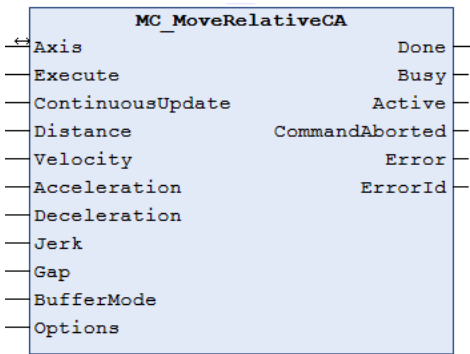 MC_MoveRelativeCA
Axis Done
Execute Busy
ContinuousUpdate Active
Distance CommandAborted
Velocity Error
Acceleration ErrorId
Deceleration
Jerk
Gap
BufferMode
Options